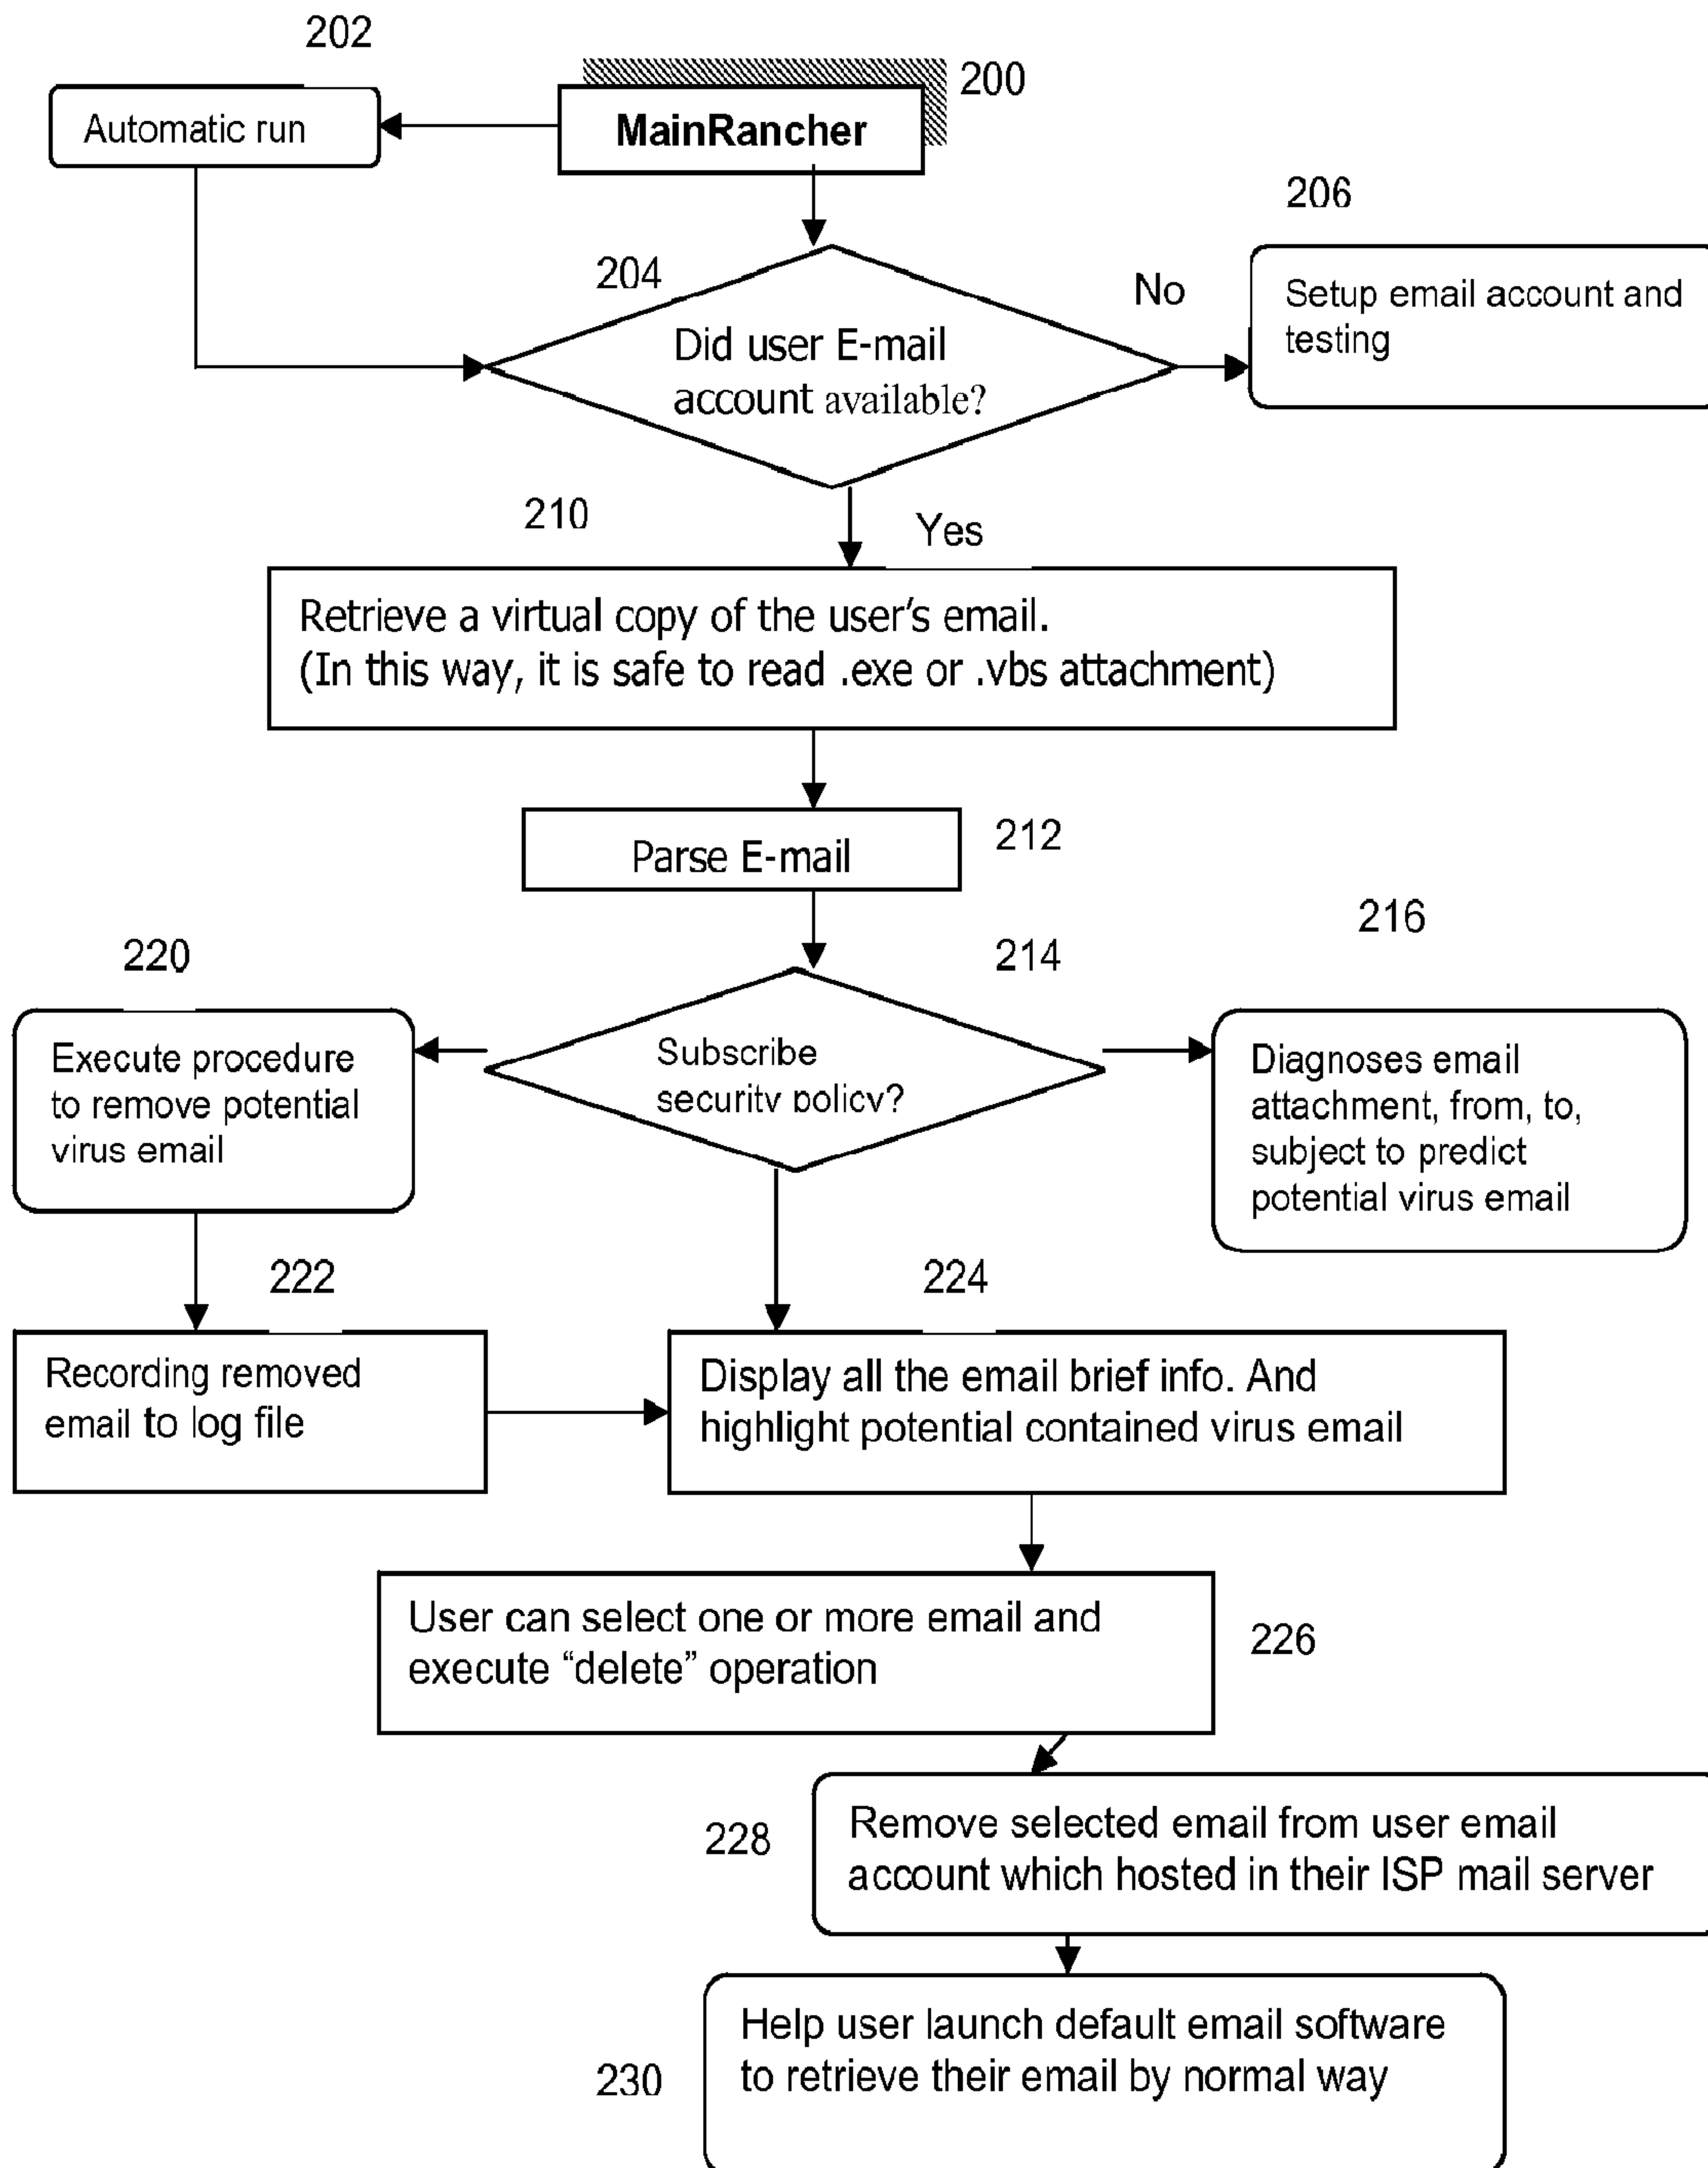 202
200
Automatic run
MainRancher
206
204
No
Setup email account and
testing
Did user E-mail
account available?
210
Yes
Retrieve a virtual copy of the user's email.
(In this way, it is safe to read .exe or .vbs attachment)
Parse E-mail
212
216
220
214
Execute procedure
to remove potential
virus email
Subscribe
security policy?
Diagnoses email
attachment, from, to,
subject to predict
potential virus email
222
224
Recording removed
email to log file
Display all the email brief info. And
highlight potential contained virus email
User can select one or more email and
execute “delete” operation
226
228
Remove selected email from user email
account which hosted in their ISP mail server
Help user launch default email software
to retrieve their email by normal way
230